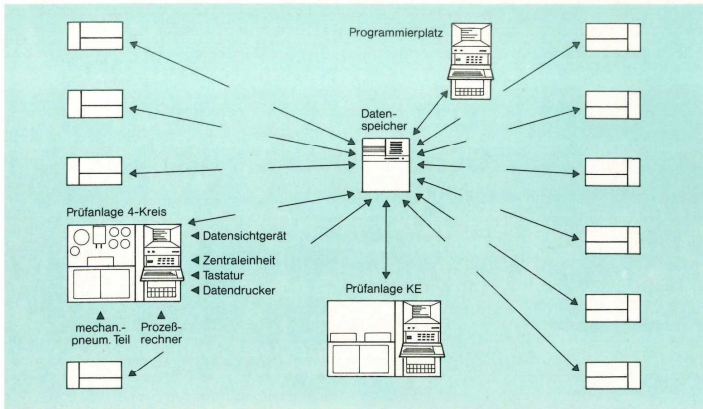 Programmierplatz
Daten-
speicher
Prüfanlage 4-Kreis
Datensichtgerät
Zentraleinheit
Tastatur
Datendrucker
mechan.-
pneum. Teil
Prozeß-
rechner
Prüfanlage KE